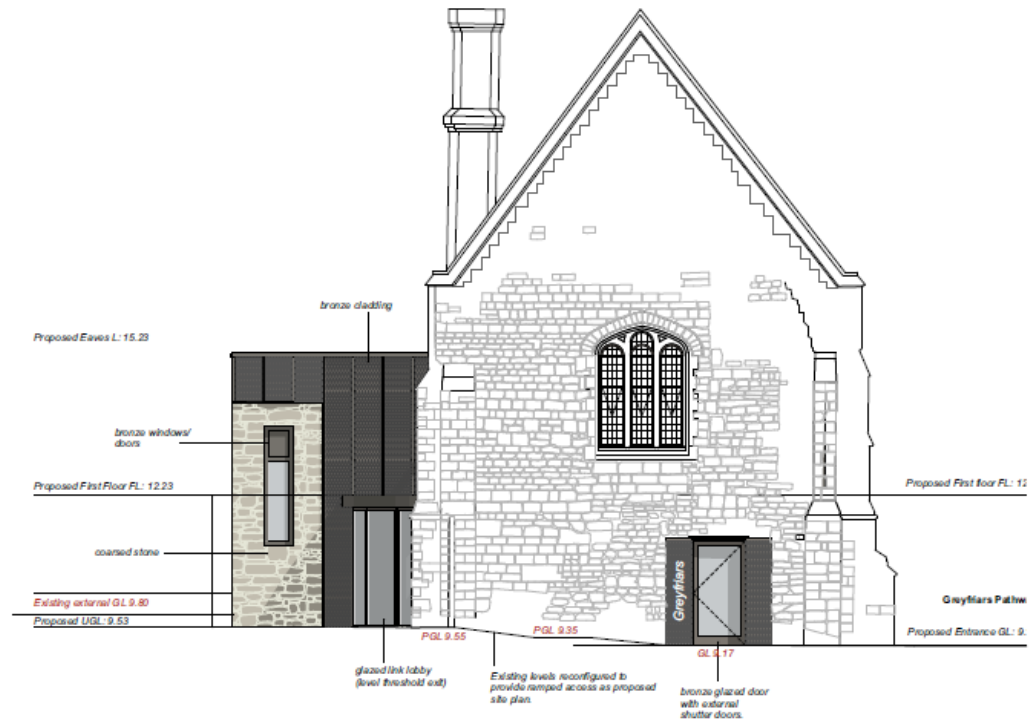 bronze cladding
Proposed Eaves L: 15.23
bronze windows/
doors
Proposed First Floor FL: 12.23
Proposed First floor FL: 12
coarsed stone
Greyfriars
Existing external GL 9.80
Greyfriars Pathw
Proposed UGL: 9.53
PGL 9.55
PGL 9.35
Proposed Entrance GL: 9.
GL 9.17
glazed link lobby
(level threshold exit)
Existing levels reconfigured to
provide ramped access as proposed
site plan.
bronze glazed door
with external
shutter doors.